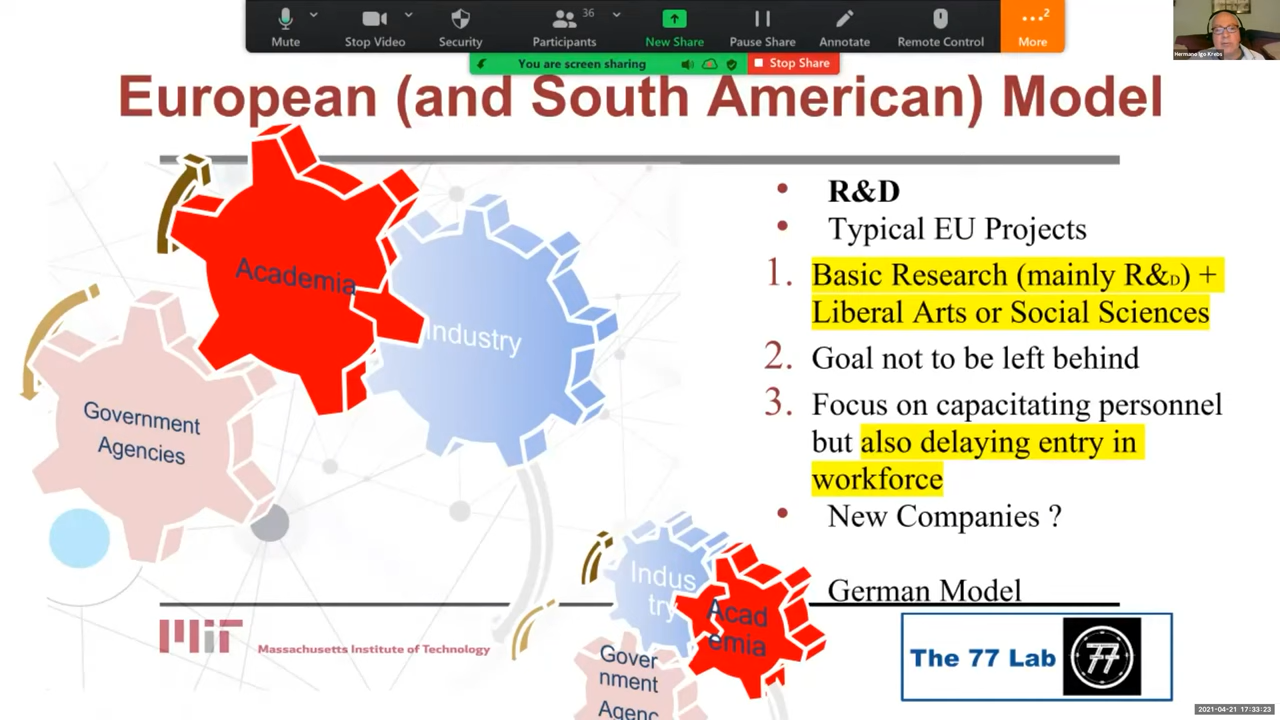 36
2
Mute
Stop Video
Security
Participants
New Share
Pause Share
Annotate
Remote Control
More
You are screen sharing
Stop Share
Hermano Igo Krebs
European (and South American) Model
• R&D
• Typical EU Projects
1. Basic Research (mainly R&D) +
Liberal Arts or Social Sciences
2. Goal not to be left behind
3. Focus on capacitating personnel
but also delaying entry in
workforce
• New Companies ?
German Model
Academia
Industry
Government
Agencies
Indus
try
Acad
emia
Gover
nment
Agenc
MIT
Massachusetts Institute of Technology
The 77 Lab
77
2021-04-21 17:33:23